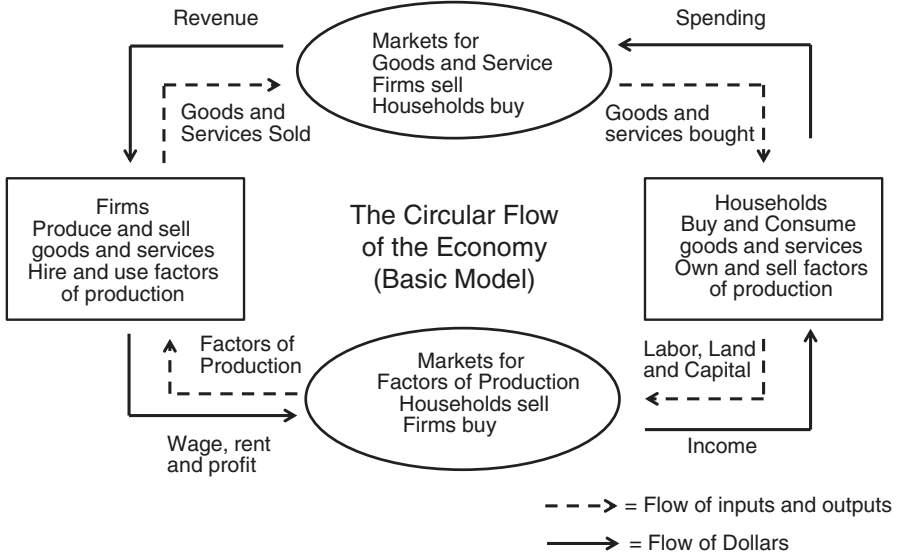 Revenue
Spending
Markets for
Goods and Service
Firms sell
Households buy
Goods and
Services Sold
Goods and
services bought
Firms
Produce and sell
goods and services
Hire and use factors
of production
The Circular Flow
of the Economy
(Basic Model)
Households
Buy and Consume
goods and services
Own and sell factors
of production
Factors of
Production
Markets for
Factors of Production
Households sell
Firms buy
Labor, Land
and Capital
Wage, rent
and profit
Income
= Flow of inputs and outputs
= Flow of Dollars